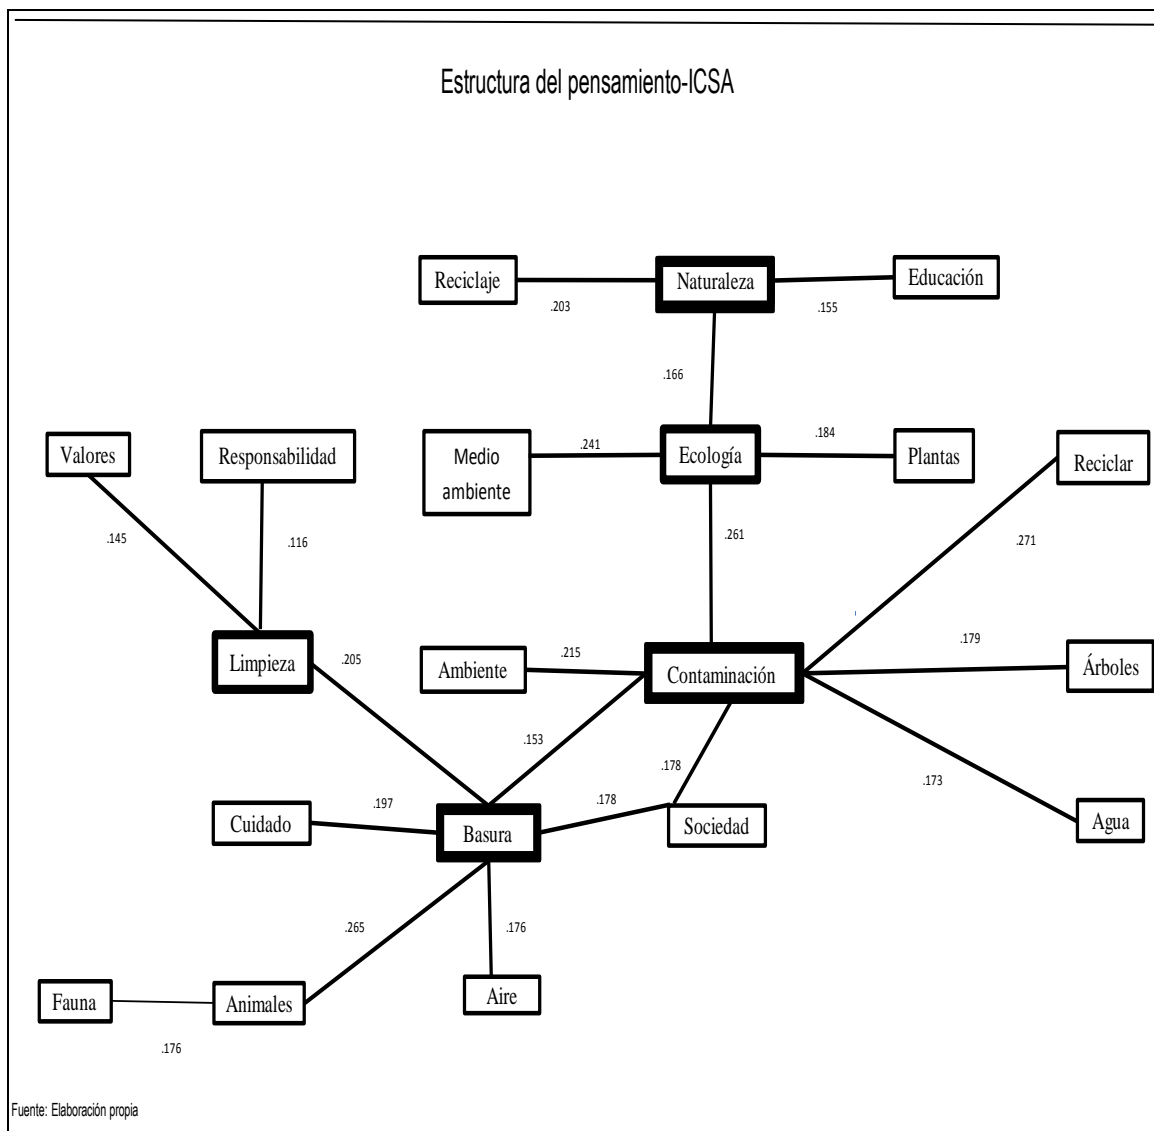 Estructura del pensamiento-ICSA
Reciclaje
Naturaleza
Educación
.203
.155
.166
Valores
Responsabilidad
Medio
ambiente
.241
Ecología
.184
Plantas
Reciclar
.145
.116
.261
.271
Limpieza
.205
Ambiente
.215
Contaminación
.179
Árboles
.153
.178
.173
Cuidado
.197
Basura
.178
Sociedad
Agua
.265
.176
Fauna
Animales
Aire
.176
Fuente: Elaboración propia